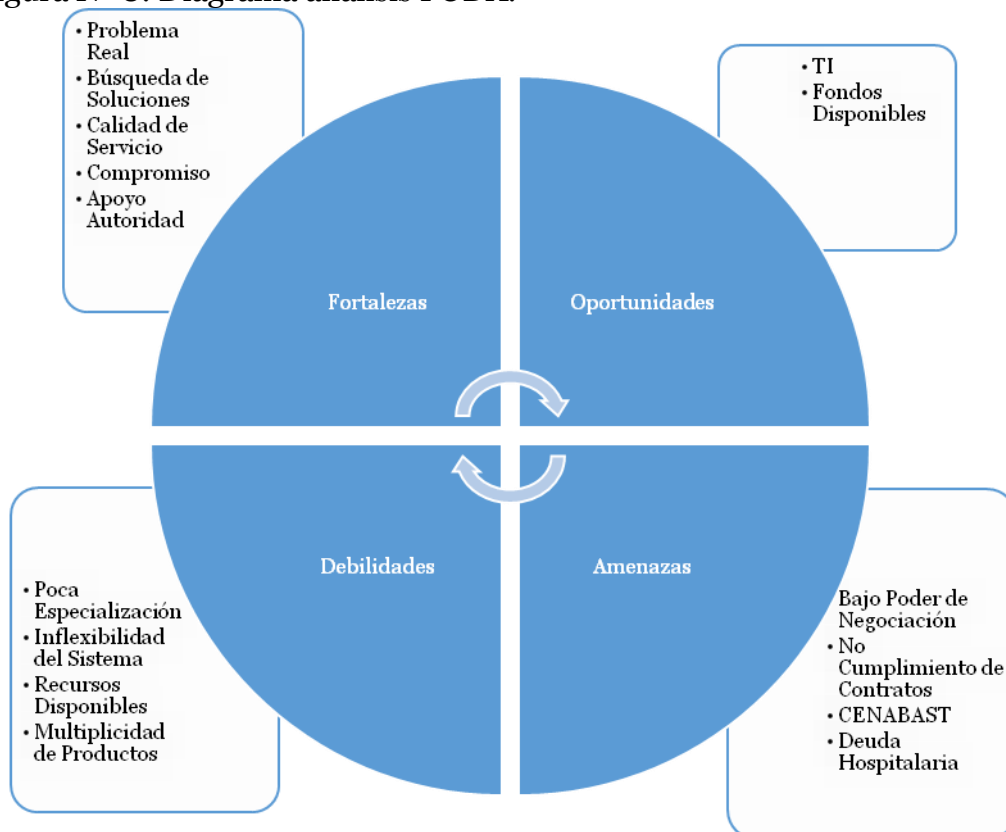 • Problema
Real
• Búsqueda de
Soluciones
• Calidad de
Servicio
• Compromiso
• Apoyo
Autoridad
• TI
• Fondos
Disponibles
Fortalezas
Oportunidades
Debilidades
Amenazas
• Poca
Especialización
• Inflexibilidad
del Sistema
• Recursos
Disponibles
• Multiplicidad
de Productos
Bajo Poder de
Negociación
• No
Cumplimiento de
Contratos
• CENABAST
• Deuda
Hospitalaria